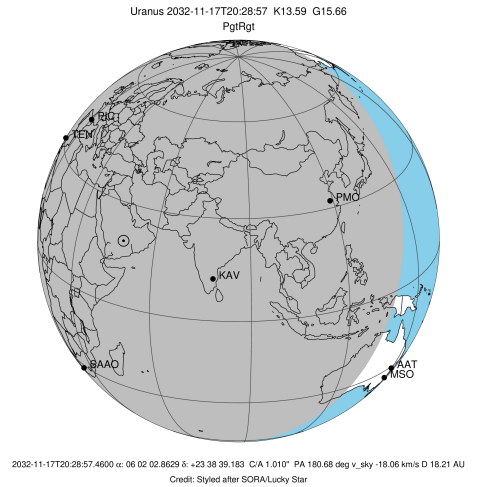 Uranus 2032-11-17T20:28:57 K13.59 G15.66
PgtRgt
PIC
TEN
PMO
KAV
SAAO
AAT
MSO
2032-11-17T20:28:57.4600 α: 06 02 02.8629 δ: +23 38 39.183 C/A 1.010" PA 180.68 deg v_sky -18.06 km/s D 18.21 AU
Credit: Styled after SORA/Lucky Star